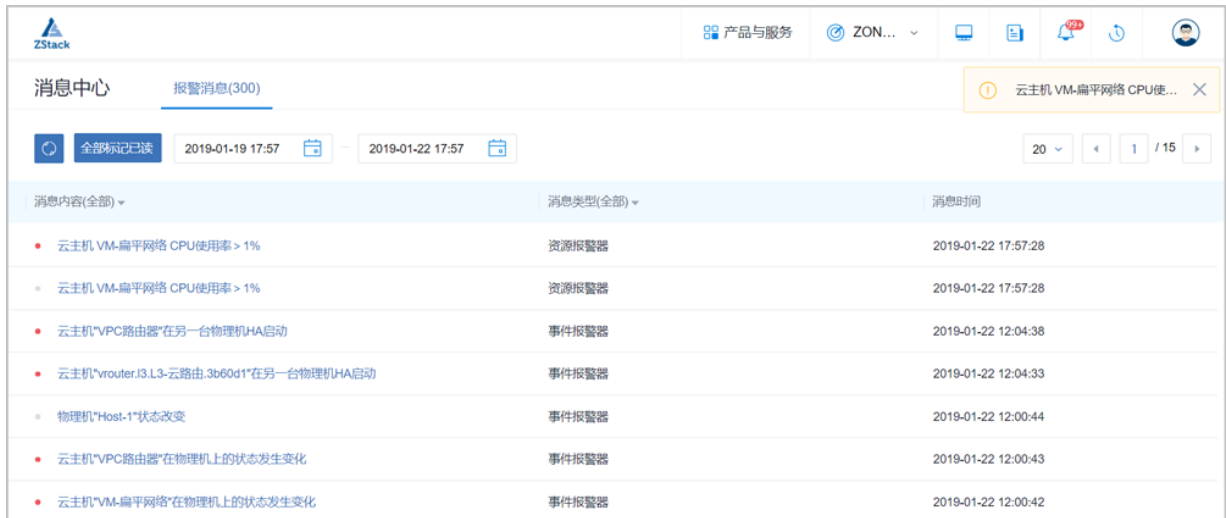 ZStack
产品与服务
ZON...
99+
消息中心
报警消息(300)
云主机 VM-扁平网络 CPU使...
全部标记已读
2019-01-19 17:57
2019-01-22 17:57
20
1 / 15
消息内容(全部) 消息类型(全部) 消息时间
云主机 VM-扁平网络 CPU使用率 > 1% 资源报警器 2019-01-22 17:57:28
云主机 VM-扁平网络 CPU使用率 > 1% 资源报警器 2019-01-22 17:57:28
云主机"VPC路由器"在另一台物理机HA启动 事件报警器 2019-01-22 12:04:38
云主机"vrouter.l3.L3-云路由.3b60d1"在另一台物理机HA启动 事件报警器 2019-01-22 12:04:33
物理机"Host-1"状态改变 事件报警器 2019-01-22 12:00:44
云主机"VPC路由器"在物理机上的状态发生变化 事件报警器 2019-01-22 12:00:43
云主机"VM-扁平网络"在物理机上的状态发生变化 事件报警器 2019-01-22 12:00:42